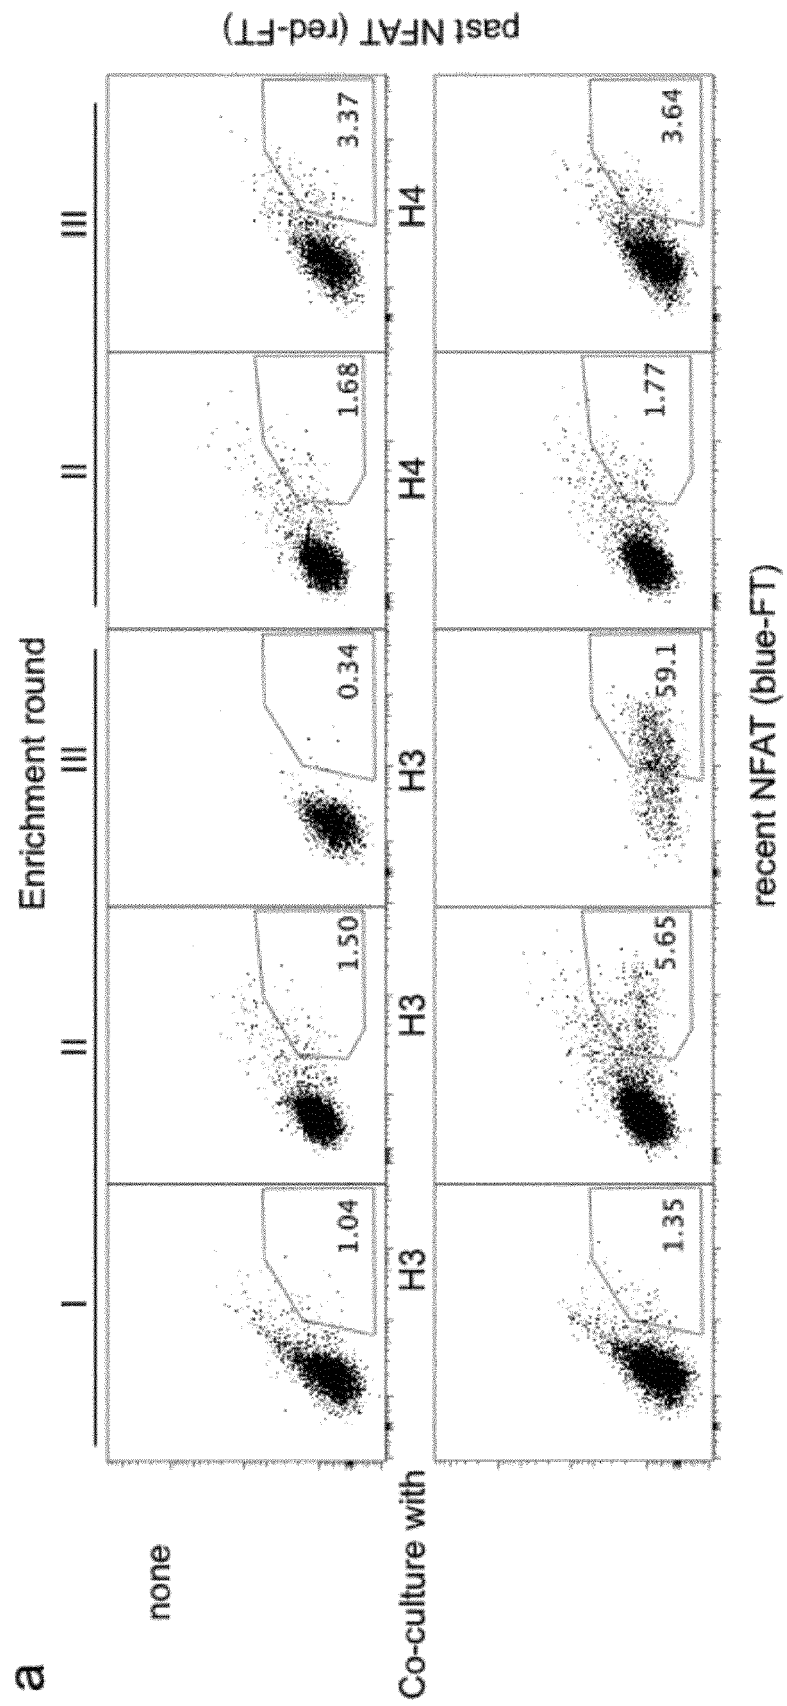 a
Enrichment round
I II III II III
none
1.04 1.50 0.34 1.68 3.37
Co-culture with H3 H3 H3 H4 H4
1.35 5.65 59.1 1.77 3.64
recent NFAT (blue-FT)
past NFAT (red-FT)